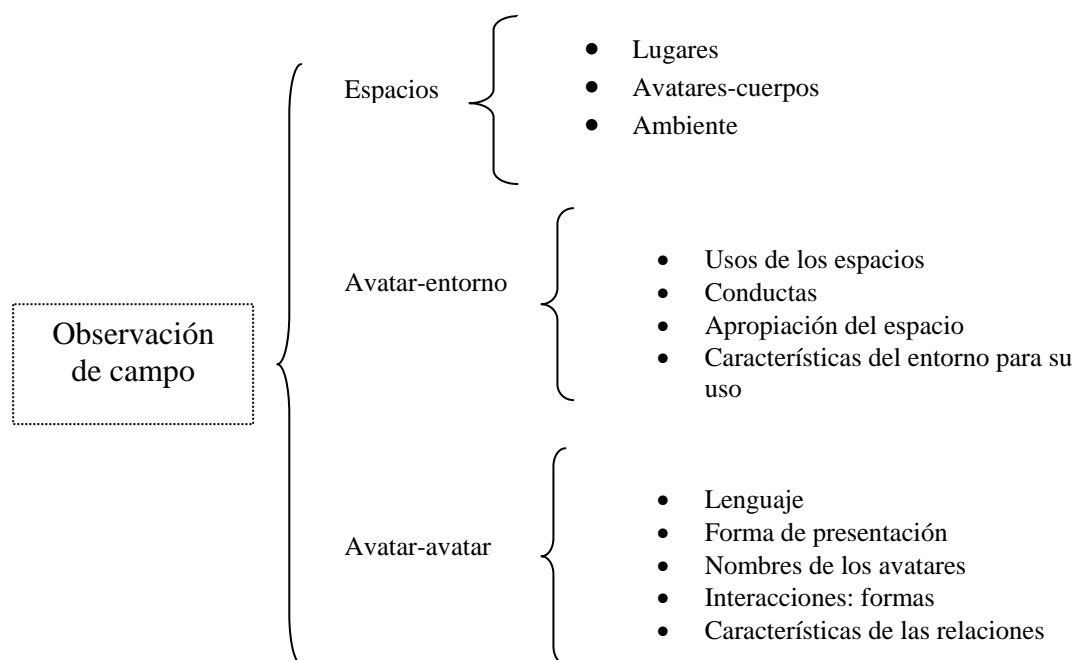 Observación
de campo
Espacios
• Lugares
• Avatares-cuerpos
• Ambiente
Avatar-entorno
• Usos de los espacios
• Conductas
• Apropiación del espacio
• Características del entorno para su
uso
Avatar-avatar
• Lenguaje
• Forma de presentación
• Nombres de los avatares
• Interacciones: formas
• Características de las relaciones